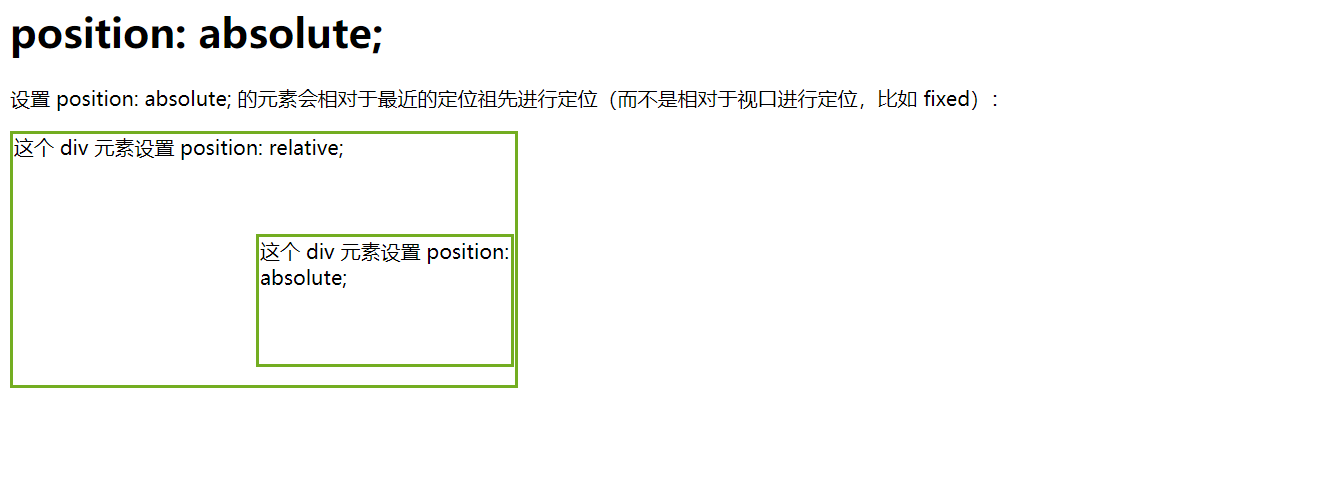 position: absolute;
设置 position: absolute; 的元素会相对于最近的定位祖先进行定位（而不是相对于视口进行定位，比如 fixed）：
这个 div 元素设置 position: relative;
这个 div 元素设置 position:
absolute;